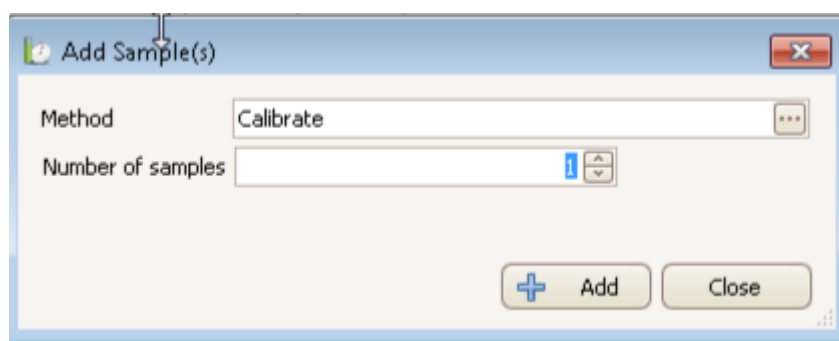 Add Sample(s)
Method Calibrate ...
Number of samples 1
Add Close